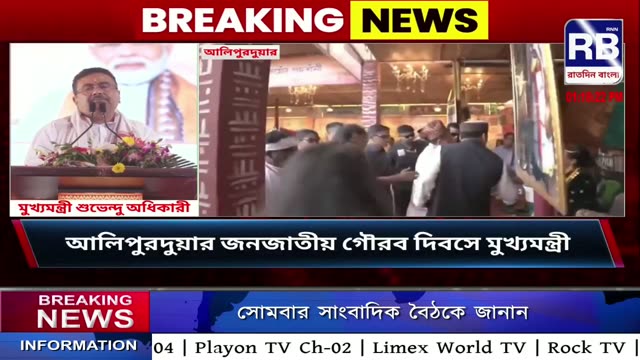 BREAKING NEWS
আলিপুরদুয়ার
RNN
RB
রাতদিন বাংলা
মুখ্যমন্ত্রী শুভেন্দু অধিকারী
আলিপুরদুয়ার জনজাতীয় গৌরব দিবসে মুখ্যমন্ত্রী
BREAKING
NEWS
সোমবার সাংবাদিক বৈঠকে জানান
INFORMATION
04 | Playon TV Ch-02 | Limex World TV | Rock TV